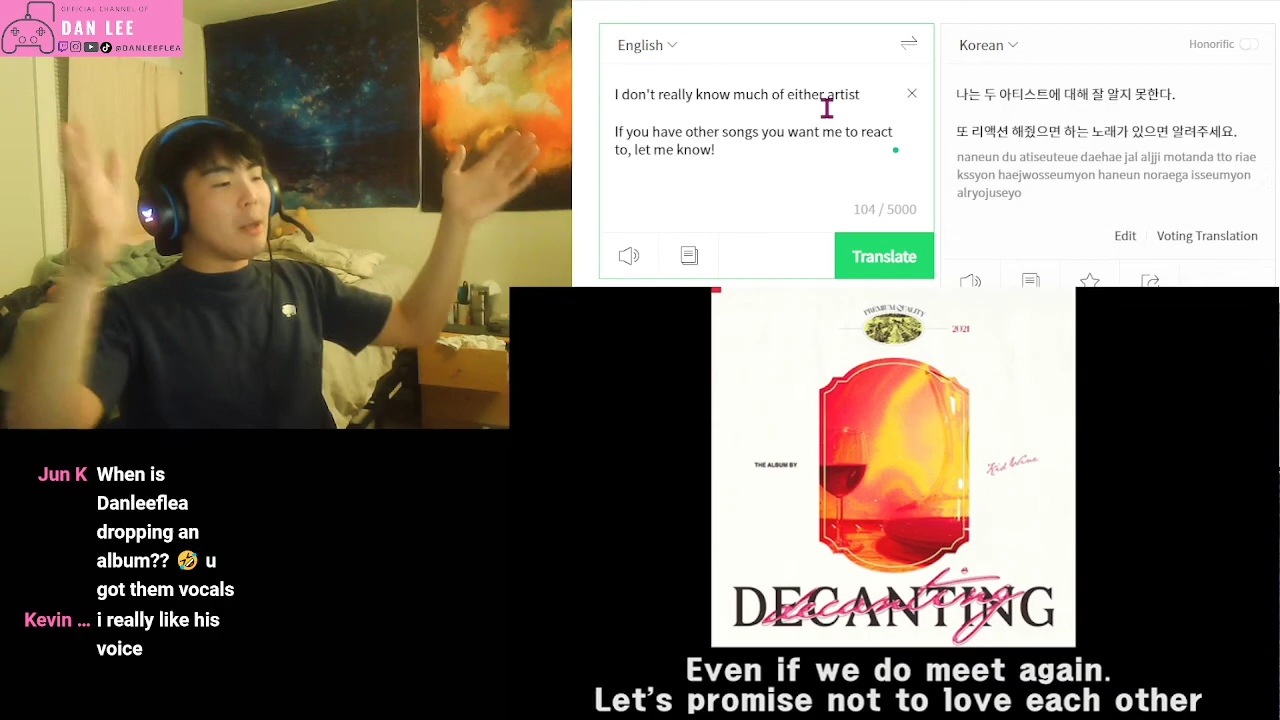 OFFICIAL CHANNEL OF
DAN LEE
@DANLEEFLEA
English
Korean
Honorific
I don't really know much of either artist
If you have other songs you want me to react
to, let me know!
104 / 5000
Translate
나는 두 아티스트에 대해 잘 알지 못한다.
또 리액션 해줬으면 하는 노래가 있으면 알려주세요.
naneun du atiseuteue daehae jal aljji motanda tto riae
kssyon haejwosseumyon haneun noraega isseumyon
alryojuseyo
Edit
Voting Translation
PREMIUM QUALITY
2021
THE ALBUM BY
Kid Wine
DECANTING
decanting
Even if we do meet again.
Let's promise not to love each other
Jun K When is
Danleeflea
dropping an
album?? 🤣 u
got them vocals
Kevin ... i really like his
voice